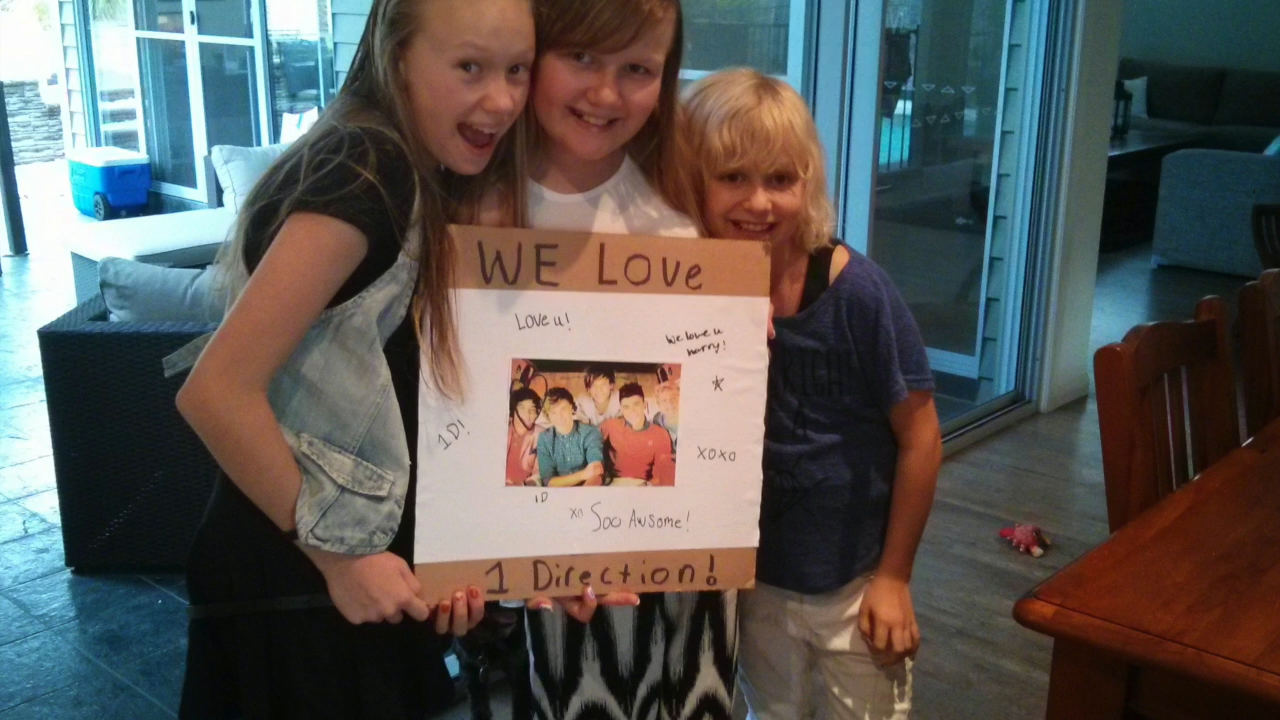 WE Love
Love u!
we love u
harry!
1D!
xoxo
1D
xo Soo Awsome!
1 Direction!